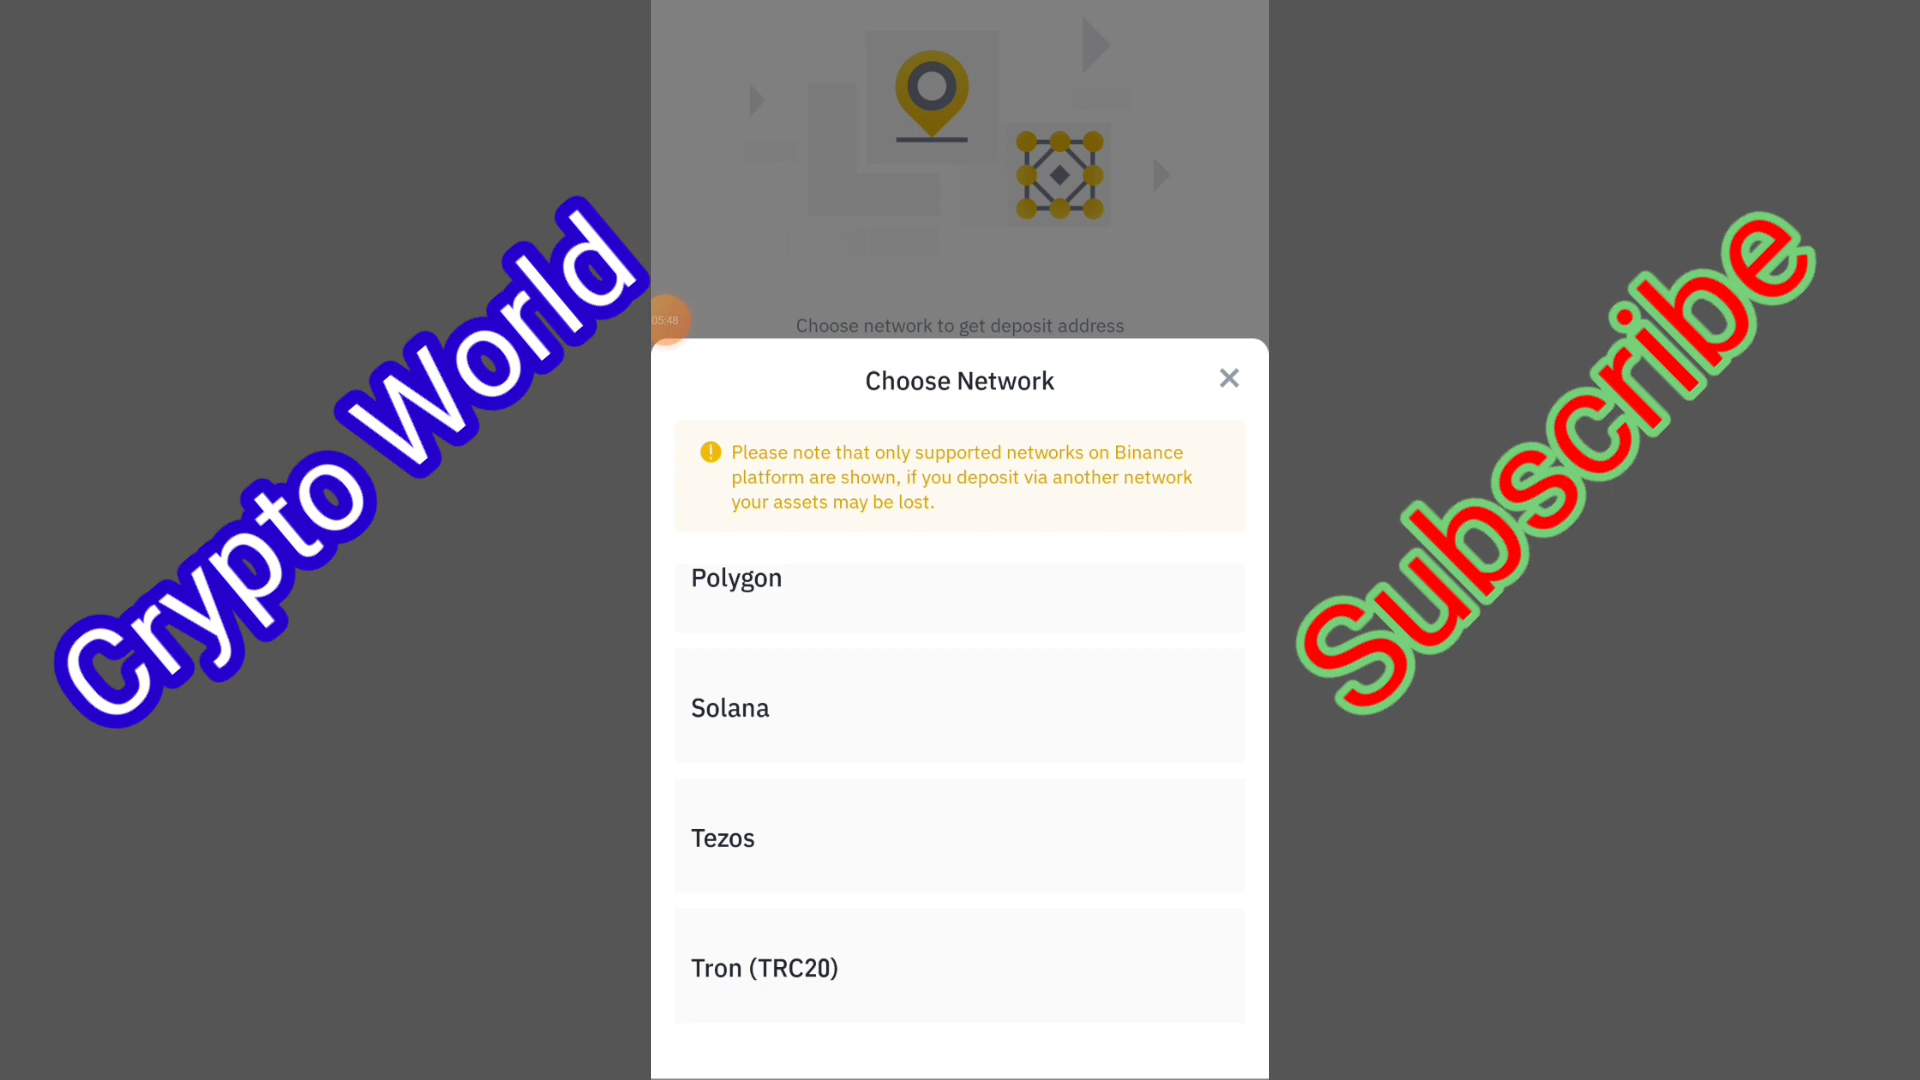 Crypto World
Subscribe
05:48
Choose network to get deposit address
Choose Network
Please note that only supported networks on Binance
platform are shown, if you deposit via another network
your assets may be lost.
Polygon
Solana
Tezos
Tron (TRC20)